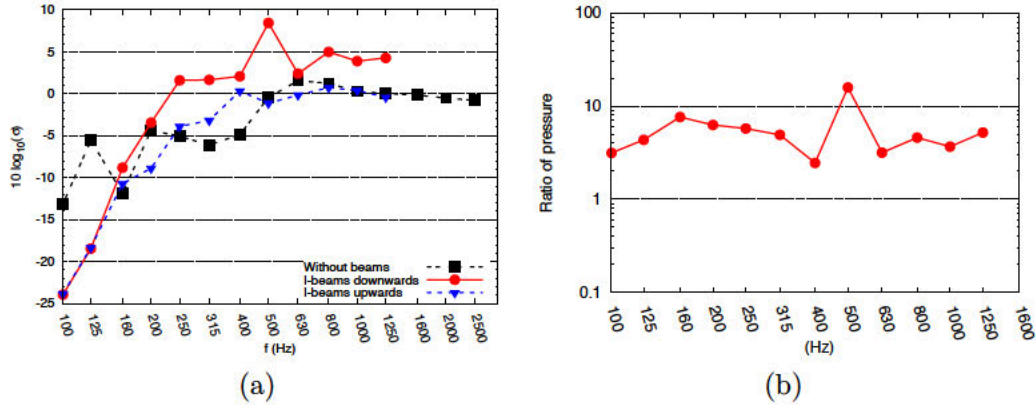 10
5
0
-5
-10
-15
-20
-25
10 log10(σ)
Without beams
I-beams downwards
I-beams upwards
100 125 160 200 250 315 400 500 630 800 1000 1250 1600 2000 2500
f (Hz)
(a)
100
10
1
0.1
Ratio of pressure
100 125 160 200 250 315 400 500 630 800 1000 1250 1600
(Hz)
(b)